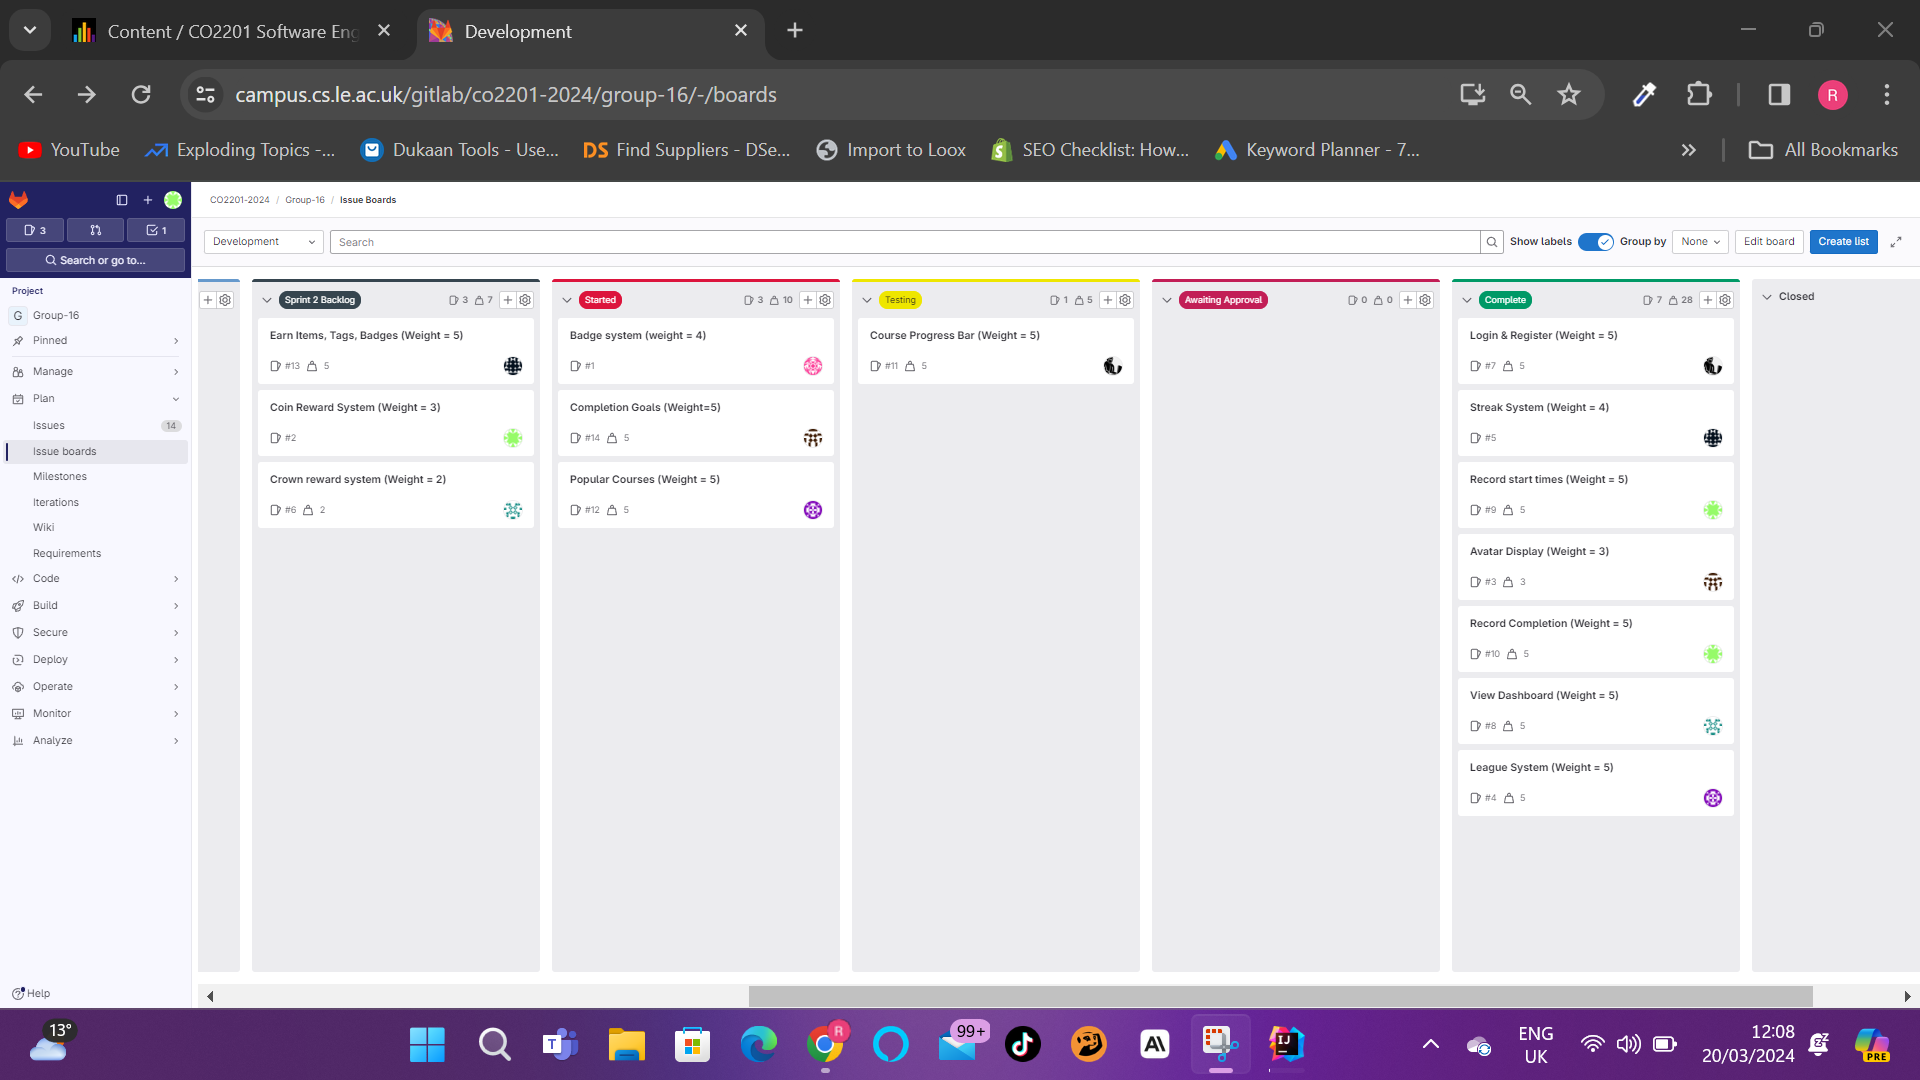 Content / CO2201 Software Eng
Development
campus.cs.le.ac.uk/gitlab/co2201-2024/group-16/-/boards
R
YouTube
Exploding Topics -...
Dukaan Tools - Use...
DS Find Suppliers - DSe...
Import to Loox
SEO Checklist: How...
Keyword Planner - 7...
All Bookmarks
3
1
Search or go to...
Project
G Group-16
Pinned
Manage
Plan
Issues 14
Issue boards
Milestones
Iterations
Wiki
Requirements
Code
Build
Secure
Deploy
Operate
Monitor
Analyze
Help
CO2201-2024 / Group-16 / Issue Boards
Development
Search
Show labels
Group by
None
Edit board
Create list
Sprint 2 Backlog 3 7
Earn Items, Tags, Badges (Weight = 5)
#13 5
Coin Reward System (Weight = 3)
#2
Crown reward system (Weight = 2)
#6 2
Started 3 10
Badge system (weight = 4)
#1
Completion Goals (Weight=5)
#14 5
Popular Courses (Weight = 5)
#12 5
Testing 1 5
Course Progress Bar (Weight = 5)
#11 5
Awaiting Approval 0 0
Complete 7 28
Login & Register (Weight = 5)
#7 5
Streak System (Weight = 4)
#5
Record start times (Weight = 5)
#9 5
Avatar Display (Weight = 3)
#3 3
Record Completion (Weight = 5)
#10 5
View Dashboard (Weight = 5)
#8 5
League System (Weight = 5)
#4 5
Closed
13°
T
R
99+
A\
IJ
ENG
UK
12:08
20/03/2024
PRE